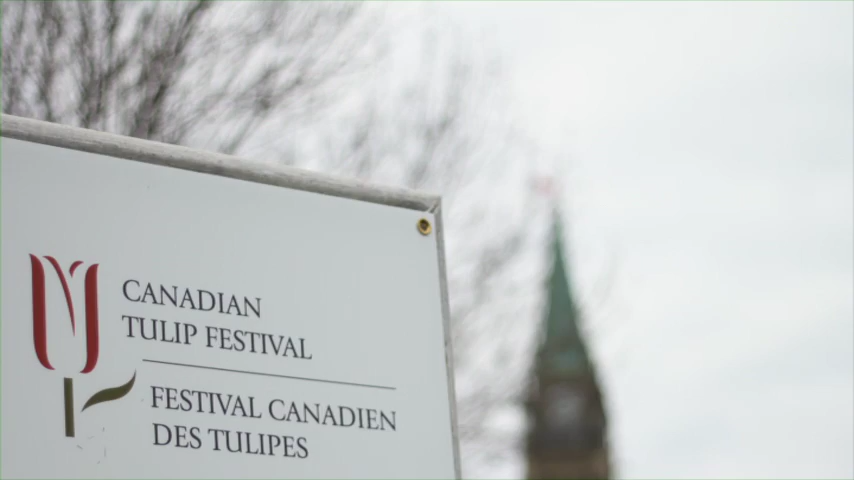 CANADIAN
TULIP FESTIVAL
FESTIVAL CANADIEN
DES TULIPES